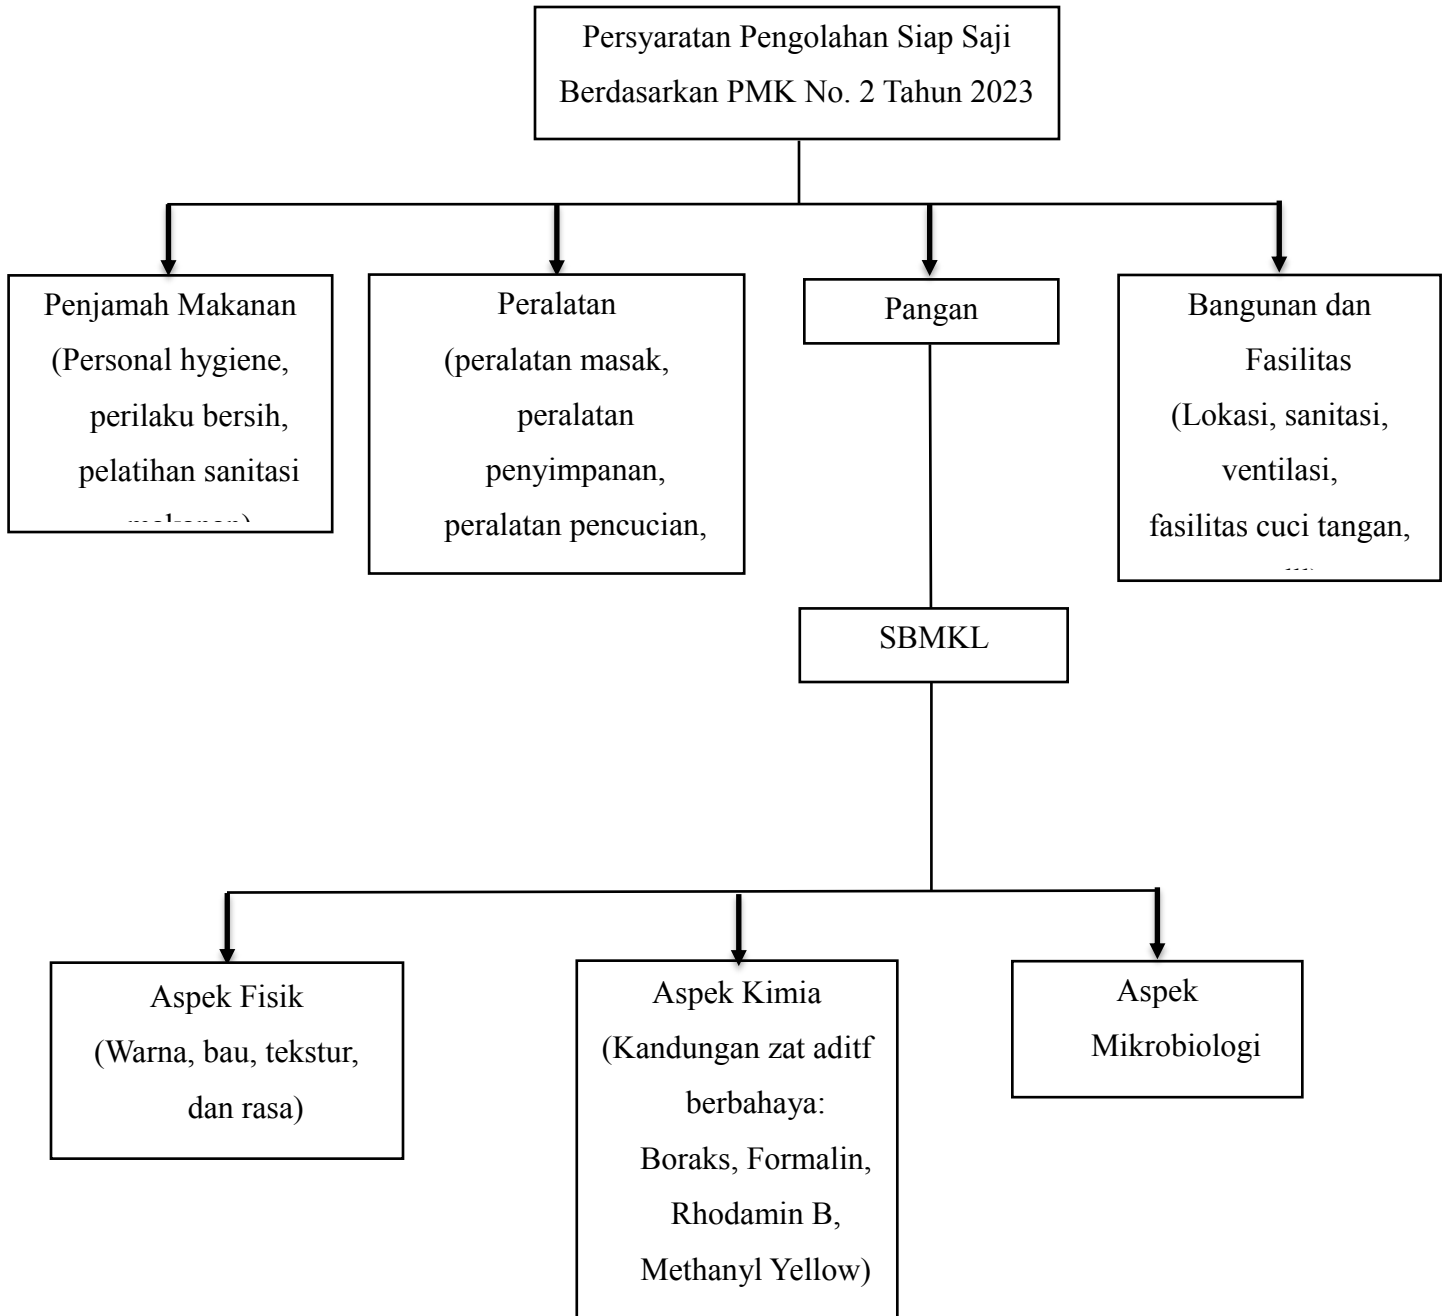 Persyaratan Pengolahan Siap Saji
Berdasarkan PMK No. 2 Tahun 2023
Penjamah Makanan
(Personal hygiene,
perilaku bersih,
pelatihan sanitasi
Peralatan
(peralatan masak,
peralatan
penyimpanan,
peralatan pencucian,
Pangan
Bangunan dan
Fasilitas
(Lokasi, sanitasi,
ventilasi,
fasilitas cuci tangan,
SBMKL
Aspek Fisik
(Warna, bau, tekstur,
dan rasa)
Aspek Kimia
(Kandungan zat aditf
berbahaya:
Boraks, Formalin,
Rhodamin B,
Methanyl Yellow)
Aspek
Mikrobiologi